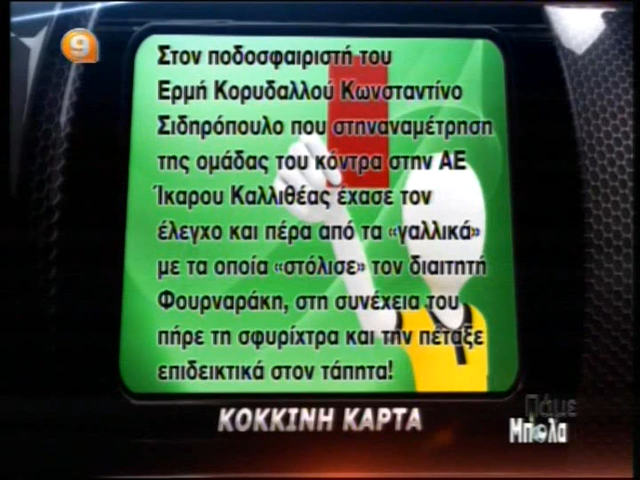 9
Στον ποδοσφαιριστή του
Ερμή Κορυδαλλού Κωνσταντίνο
Σιδηρόπουλο που στηναναμέτρηση
της ομάδας του κόντρα στην ΑΕ
Ίκαρου Καλλιθέας έχασε τον
έλεγχο και πέρα από τα «γαλλικά»
με τα οποία «στόλισε» τον διαιτητή
Φουρναράκη, στη συνέχεια του
πήρε τη σφυρίχτρα και την πέταξε
επιδεικτικά στον τάπητα!
ΚΟΚΚΙΝΗ ΚΑΡΤΑ
Πάμε
Μπάλα